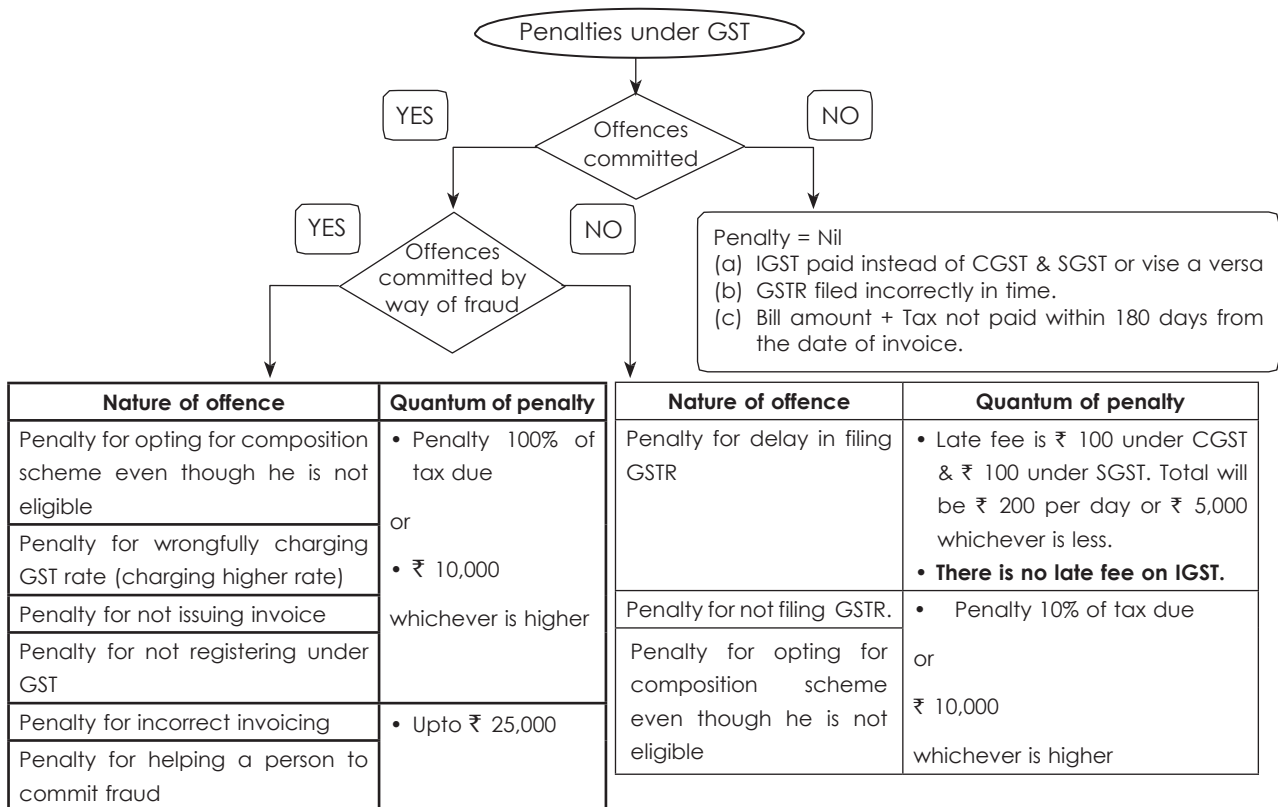 Penalties under GST
YES
NO
Offences
committed
YES
NO
Offences
committed by
way of fraud
Penalty = Nil
(a) IGST paid instead of CGST & SGST or vise a versa
(b) GSTR filed incorrectly in time.
(c) Bill amount + Tax not paid within 180 days from
the date of invoice.
Nature of offence
Quantum of penalty
Penalty for opting for composition
scheme even though he is not
eligible
• Penalty 100% of
tax due
or
• ₹ 10,000
whichever is higher
Penalty for wrongfully charging
GST rate (charging higher rate)
Penalty for not issuing invoice
Penalty for not registering under
GST
Penalty for incorrect invoicing
• Upto ₹ 25,000
Penalty for helping a person to
commit fraud
Nature of offence
Quantum of penalty
Penalty for delay in filing
GSTR
• Late fee is ₹ 100 under CGST
& ₹ 100 under SGST. Total will
be ₹ 200 per day or ₹ 5,000
whichever is less.
• There is no late fee on IGST.
Penalty for not filing GSTR.
• Penalty 10% of tax due
or
₹ 10,000
whichever is higher
Penalty for opting for
composition scheme
even though he is not
eligible